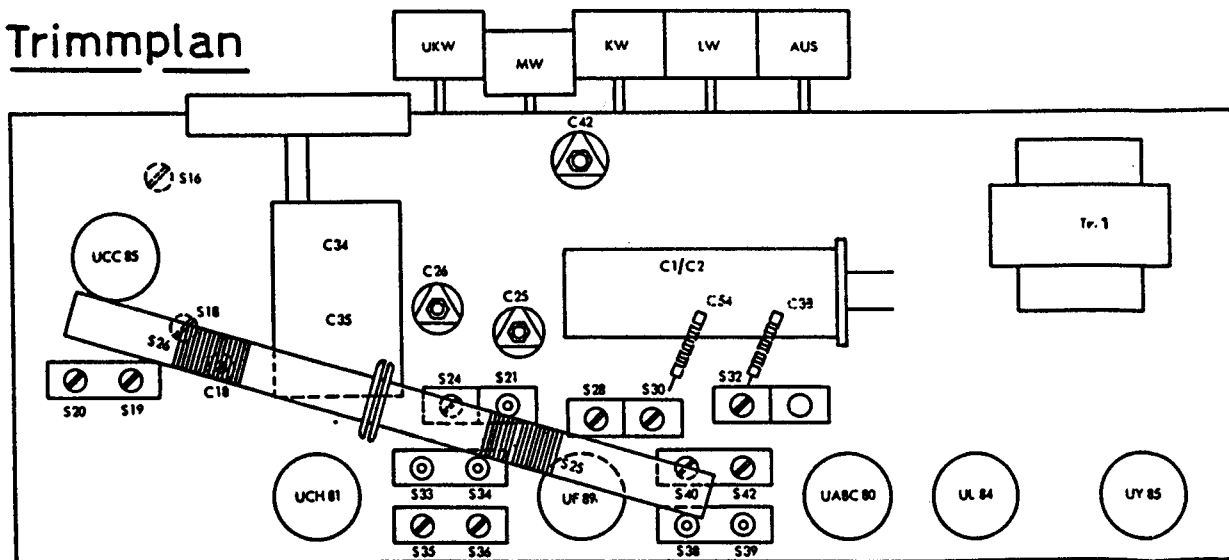 Trimmplan
UKW
MW
KW
LW
AUS
C42
S16
UCC 85
C34
C1/C2
Tr. 1
C26
C25
C54
C38
S18
C35
S26
C18
S24
S21
S28
S30
S32
S20
S19
S25
UCH 81
S33
S34
UF 89
S40
S42
UABC 80
UL 84
UY 85
S35
S36
S38
S39